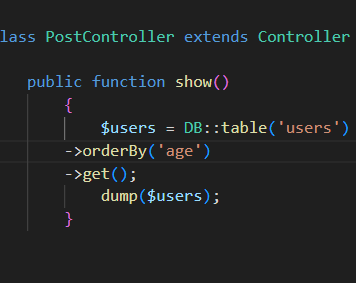 lass PostController extends Controller
public function show()
{
$users = DB::table('users')
->orderBy('age')
->get();
dump($users);
}